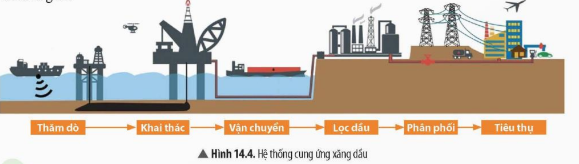 Thăm dò
Khai thác
Vận chuyển
Lọc dầu
Phân phối
Tiêu thụ
▲ Hình 14.4. Hệ thống cung ứng xăng dầu